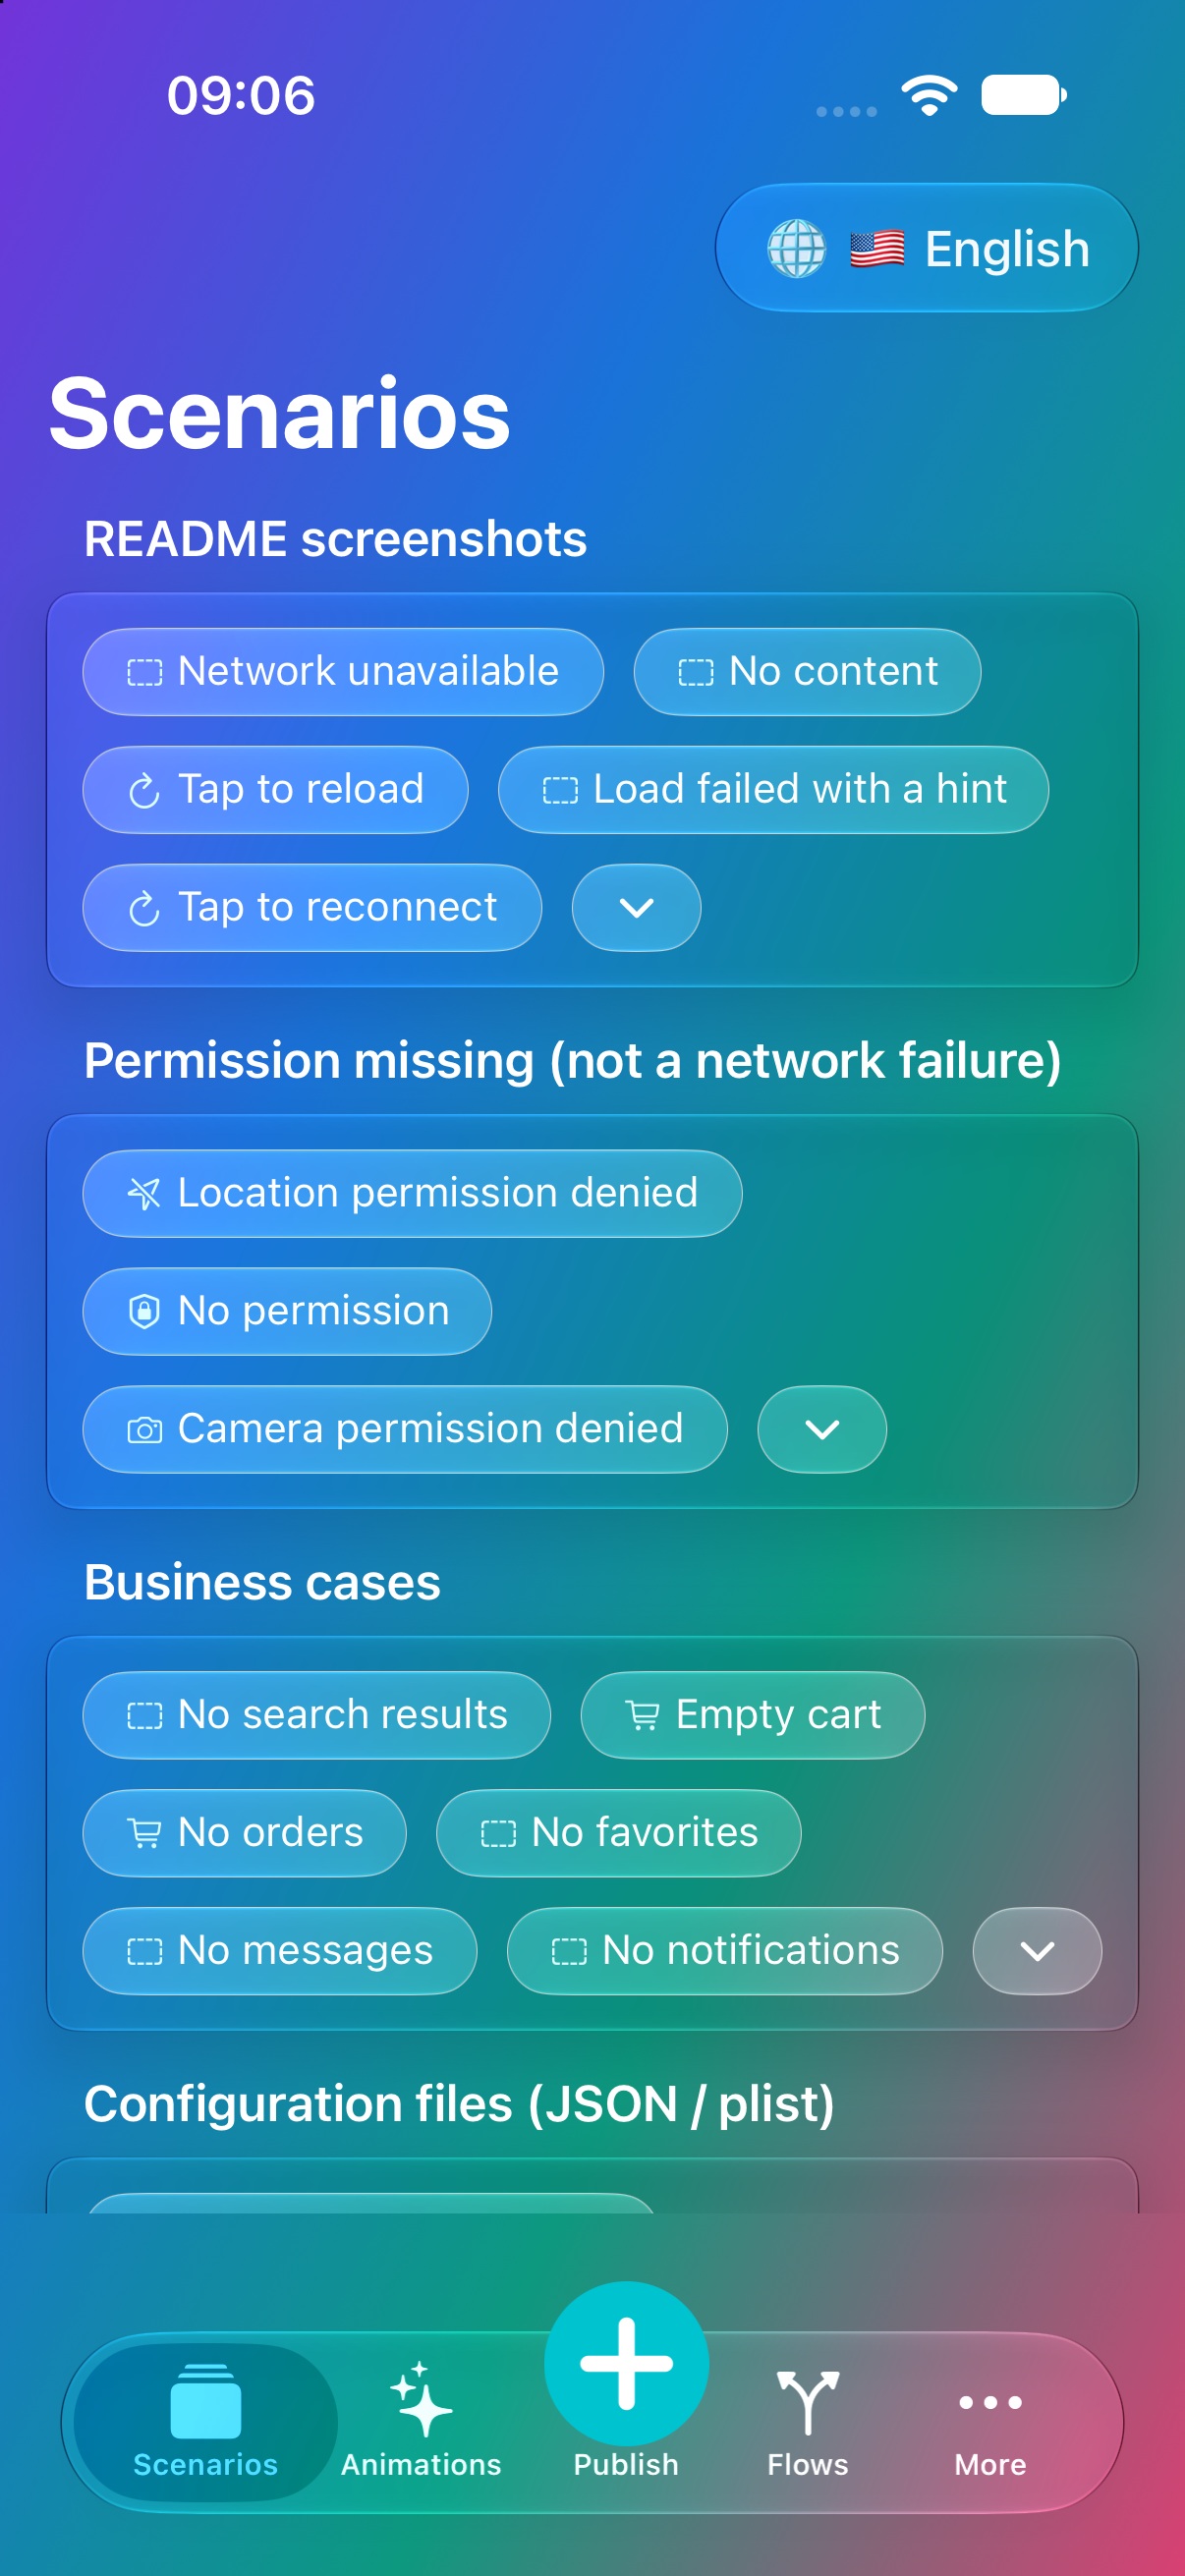 09:06
English
Scenarios
README screenshots
Network unavailable
No content
Tap to reload
Load failed with a hint
Tap to reconnect
Permission missing (not a network failure)
Location permission denied
No permission
Camera permission denied
Business cases
No search results
Empty cart
No orders
No favorites
No messages
No notifications
Configuration files (JSON / plist)
Scenarios
Animations
Publish
Flows
More